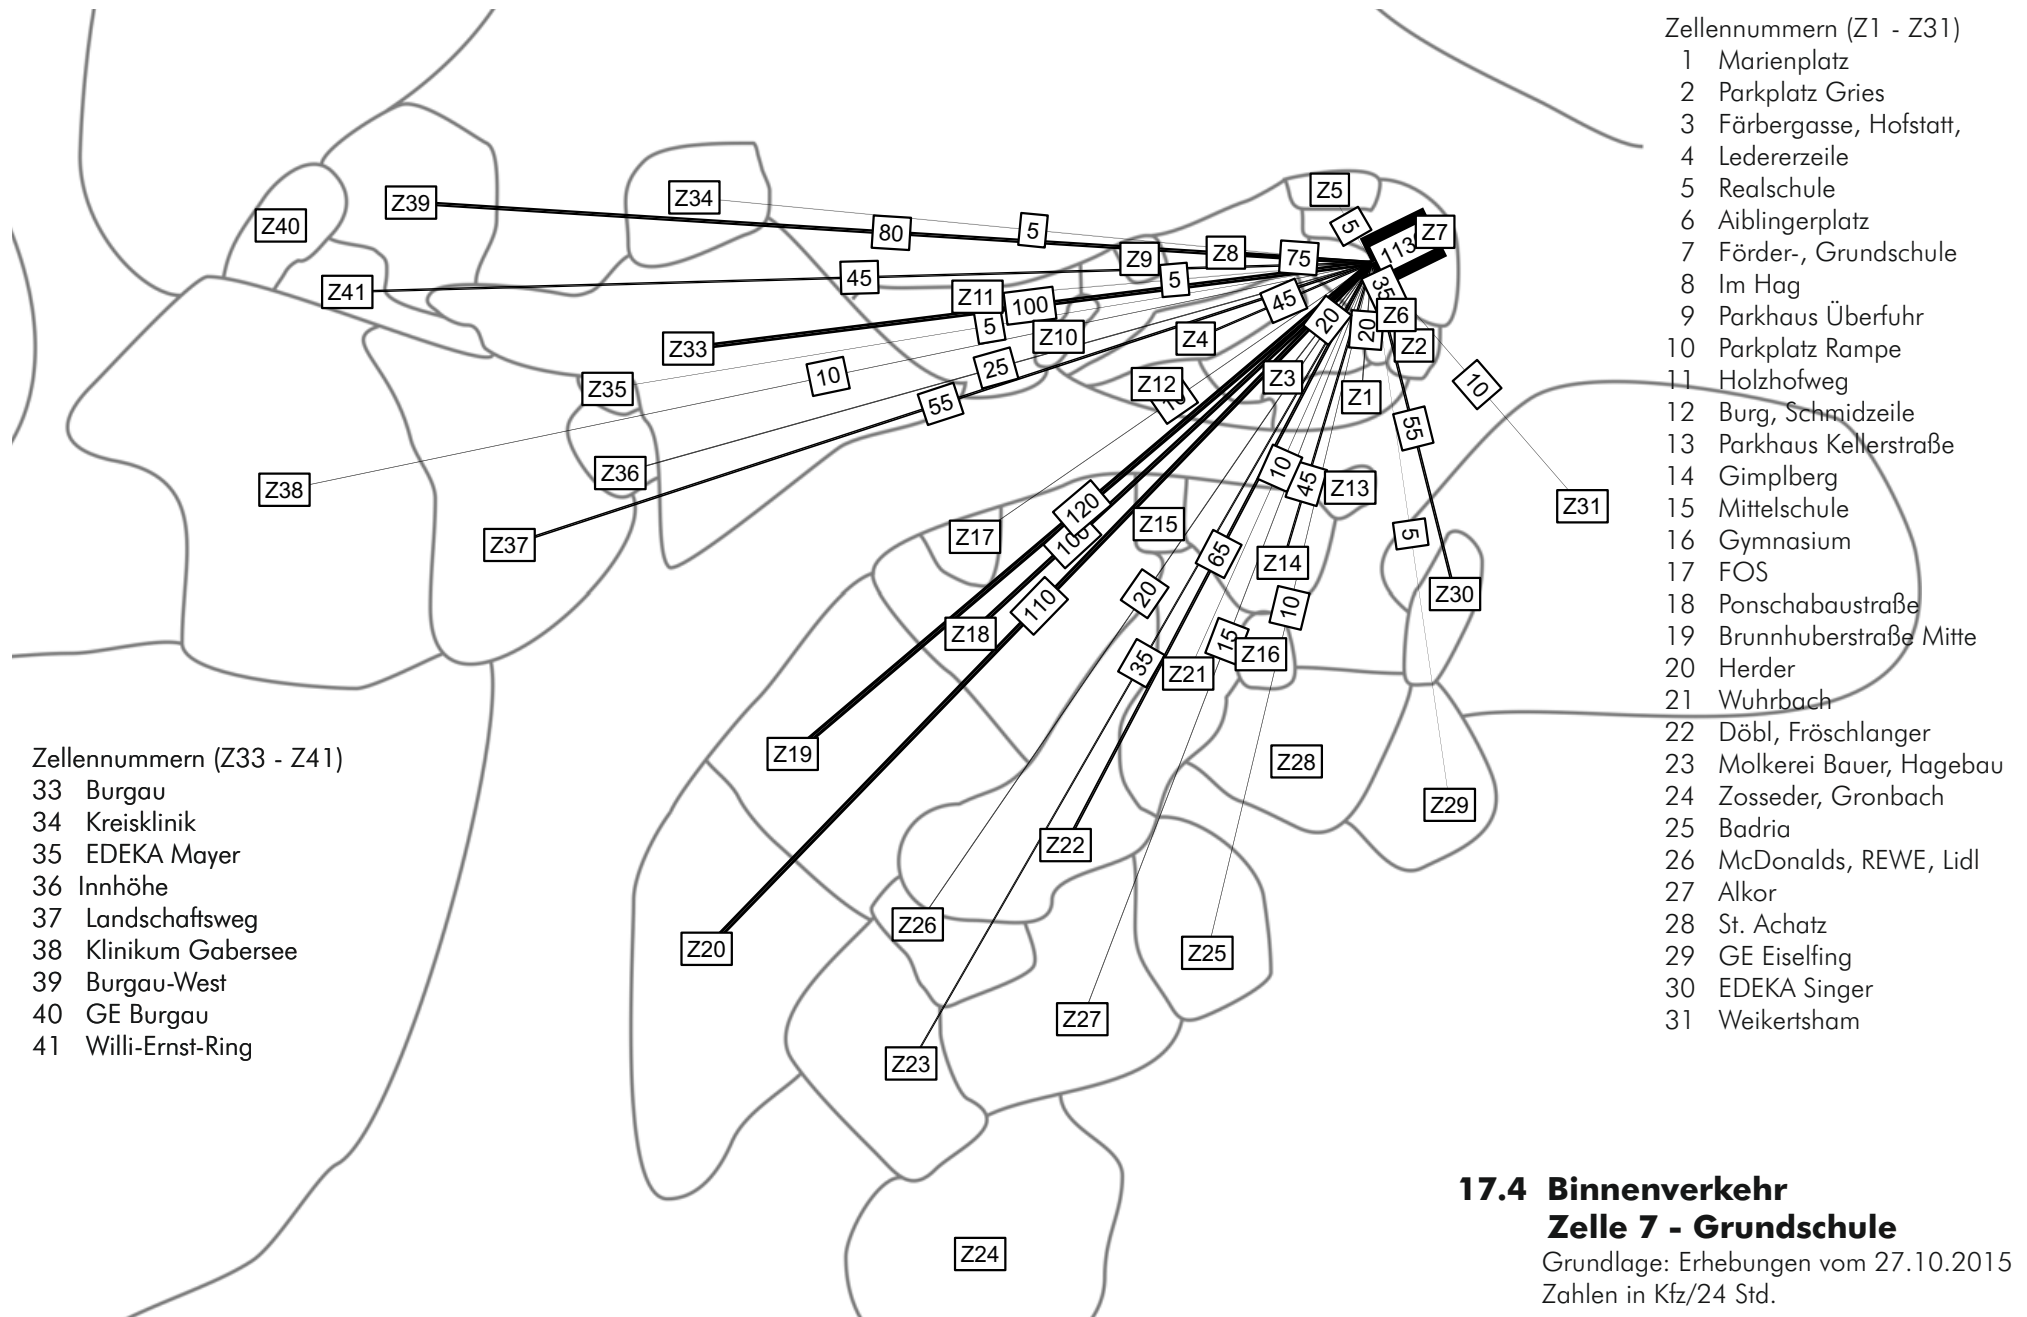 Zellennummern (Z1 - Z31)
1 Marienplatz
2 Parkplatz Gries
3 Färbergasse, Hofstatt,
4 Ledererzeile
5 Realschule
6 Aiblingerplatz
7 Förder-, Grundschule
8 Im Hag
9 Parkhaus Überfuhr
10 Parkplatz Rampe
11 Holzhofweg
12 Burg, Schmidzeile
13 Parkhaus Kellerstraße
14 Gimplberg
15 Mittelschule
16 Gymnasium
17 FOS
18 Ponschabaustraße
19 Brunnhuberstraße Mitte
20 Herder
21 Wuhrbach
22 Döbl, Fröschlanger
23 Molkerei Bauer, Hagebau
24 Zosseder, Gronbach
25 Badria
26 McDonalds, REWE, Lidl
27 Alkor
28 St. Achatz
29 GE Eiselfing
30 EDEKA Singer
31 Weikertsham
Z5
Z34
Z39
Z40
5
Z7
80
5
113
Z8
75
Z9
45
5
Z41
35
Z11
100
45
Z6
20
20
5
Z10
Z4
Z2
Z33
25
10
Z3
Z12
10
Z35
Z1
55
55
10
Z36
45
Z13
Z38
Z31
120
Z15
Z17
5
100
Z37
65
Z14
20
Z30
110
10
Z18
15
Z16
35
Z21
Z19
Z28
Z29
Z22
Z26
Z20
Z25
Z27
Z23
Z24
Zellennummern (Z33 - Z41)
33 Burgau
34 Kreisklinik
35 EDEKA Mayer
36 Innhöhe
37 Landschaftsweg
38 Klinikum Gabersee
39 Burgau-West
40 GE Burgau
41 Willi-Ernst-Ring
17.4 Binnenverkehr
Zelle 7 - Grundschule
Grundlage: Erhebungen vom 27.10.2015
Zahlen in Kfz/24 Std.